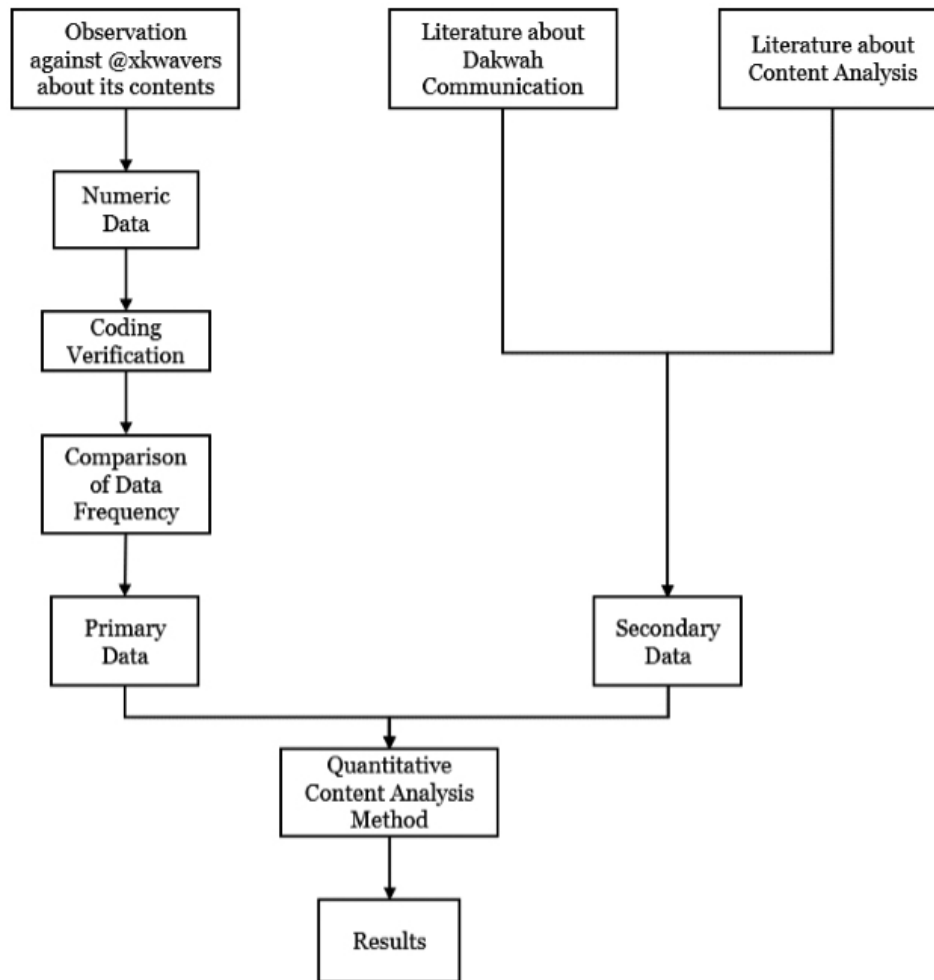 Observation
against @xkwavers
about its contents
Literature about
Dakwah
Communication
Literature about
Content Analysis
Numeric
Data
Coding
Verification
Comparison
of Data
Frequency
Primary
Data
Secondary
Data
Quantitative
Content Analysis
Method
Results